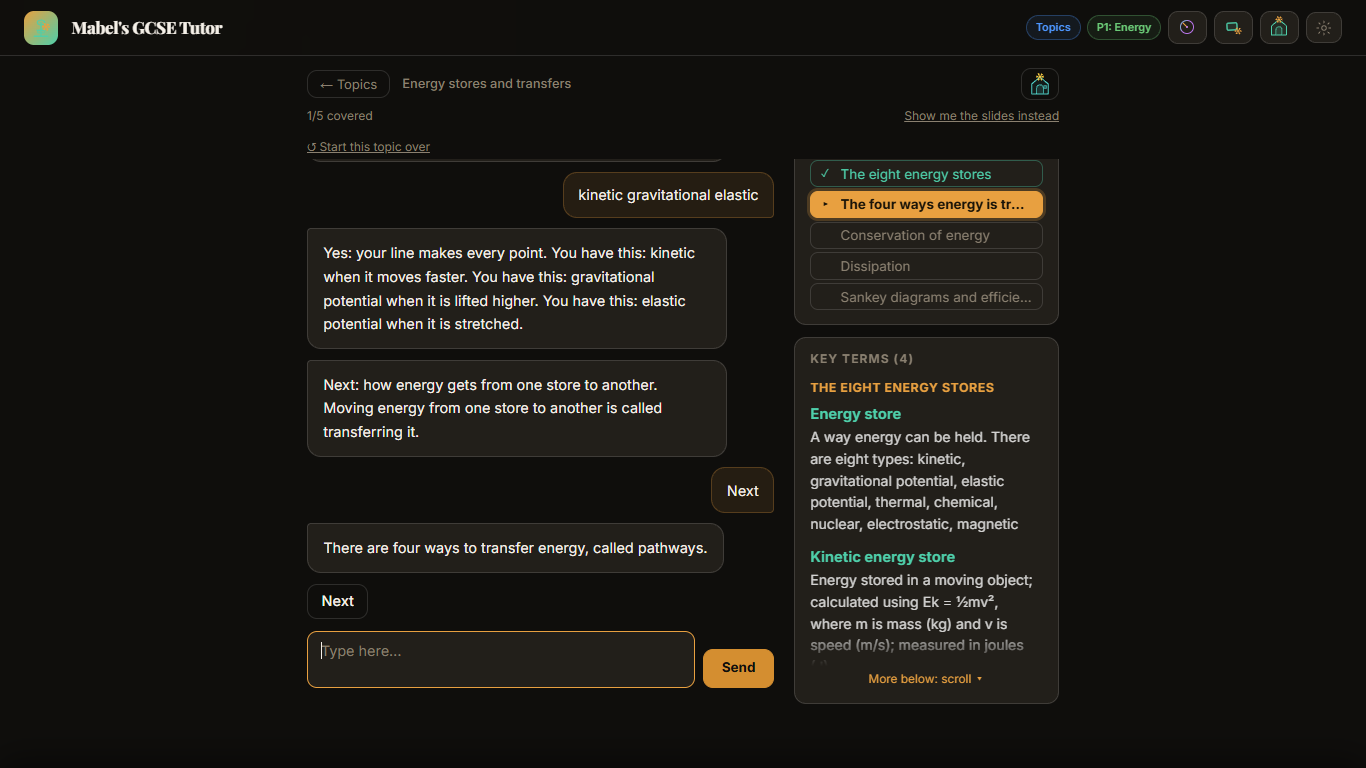 Mabel's GCSE Tutor
Topics
P1: Energy
← Topics
Energy stores and transfers
1/5 covered
Show me the slides instead
↺ Start this topic over
kinetic gravitational elastic
Yes: your line makes every point. You have this: kinetic
when it moves faster. You have this: gravitational
potential when it is lifted higher. You have this: elastic
potential when it is stretched.
Next: how energy gets from one store to another.
Moving energy from one store to another is called
transferring it.
Next
There are four ways to transfer energy, called pathways.
Next
Type here...
Send
✓ The eight energy stores
▸ The four ways energy is tr...
Conservation of energy
Dissipation
Sankey diagrams and efficie...
KEY TERMS (4)
THE EIGHT ENERGY STORES
Energy store
A way energy can be held. There
are eight types: kinetic,
gravitational potential, elastic
potential, thermal, chemical,
nuclear, electrostatic, magnetic
Kinetic energy store
Energy stored in a moving object;
calculated using Ek = ½mv²,
where m is mass (kg) and v is
speed (m/s); measured in joules
More below: scroll ▾